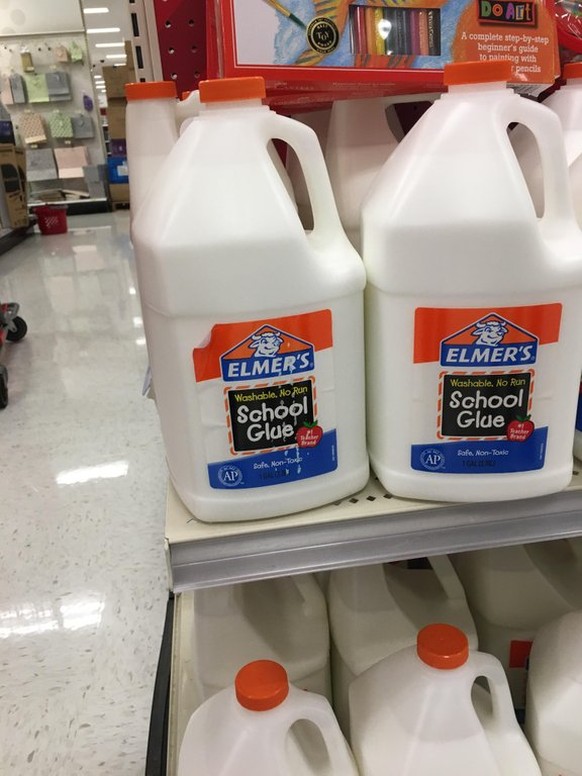 Do Art
A complete step-by-step
beginner's guide
to painting with
pencils
ELMER'S
Washable, No Run
School
Glue
#1
Teacher
Brand
AP
Safe, Non-Toxic
ELMER'S
Washable, No Run
School
Glue
#1
Teacher
Brand
AP
Safe, Non-Toxic